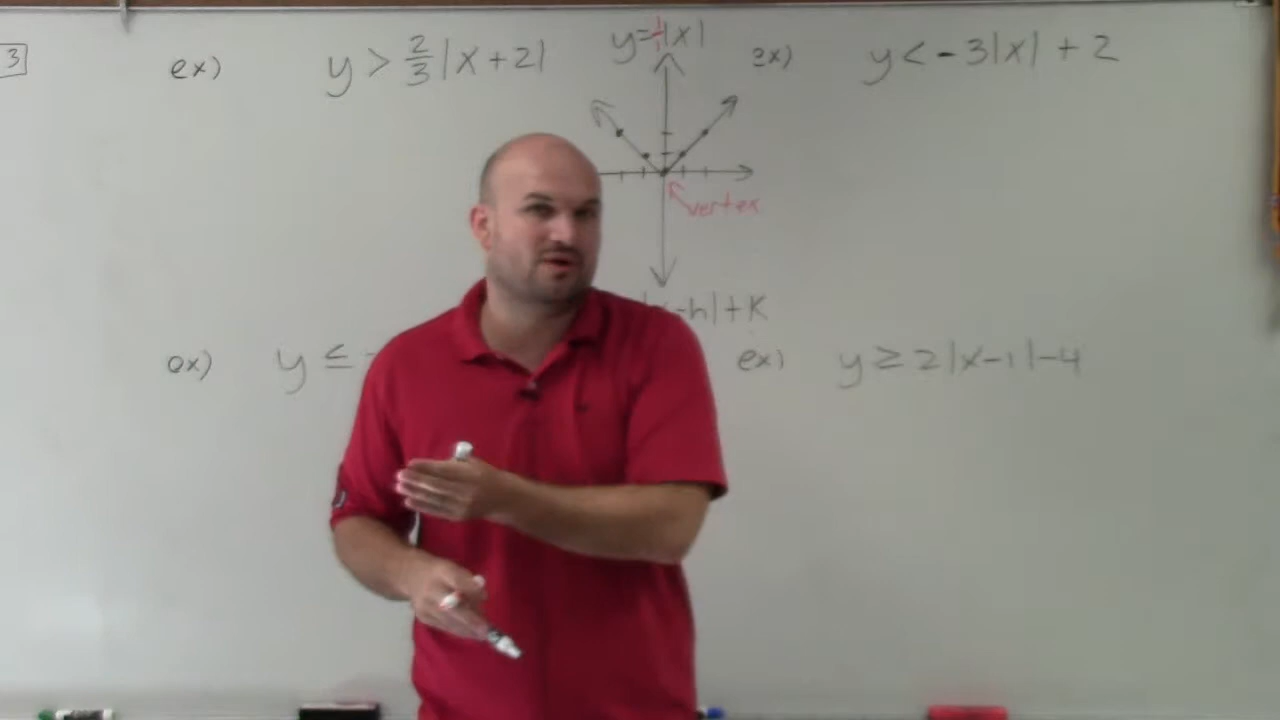 3
ex) y > 2/3 |x+2|
y=1|x|
ex) y < -3|x| + 2
vertex
-h|+K
ex) y ≤ -
ex) y ≥ 2|x-1|-4